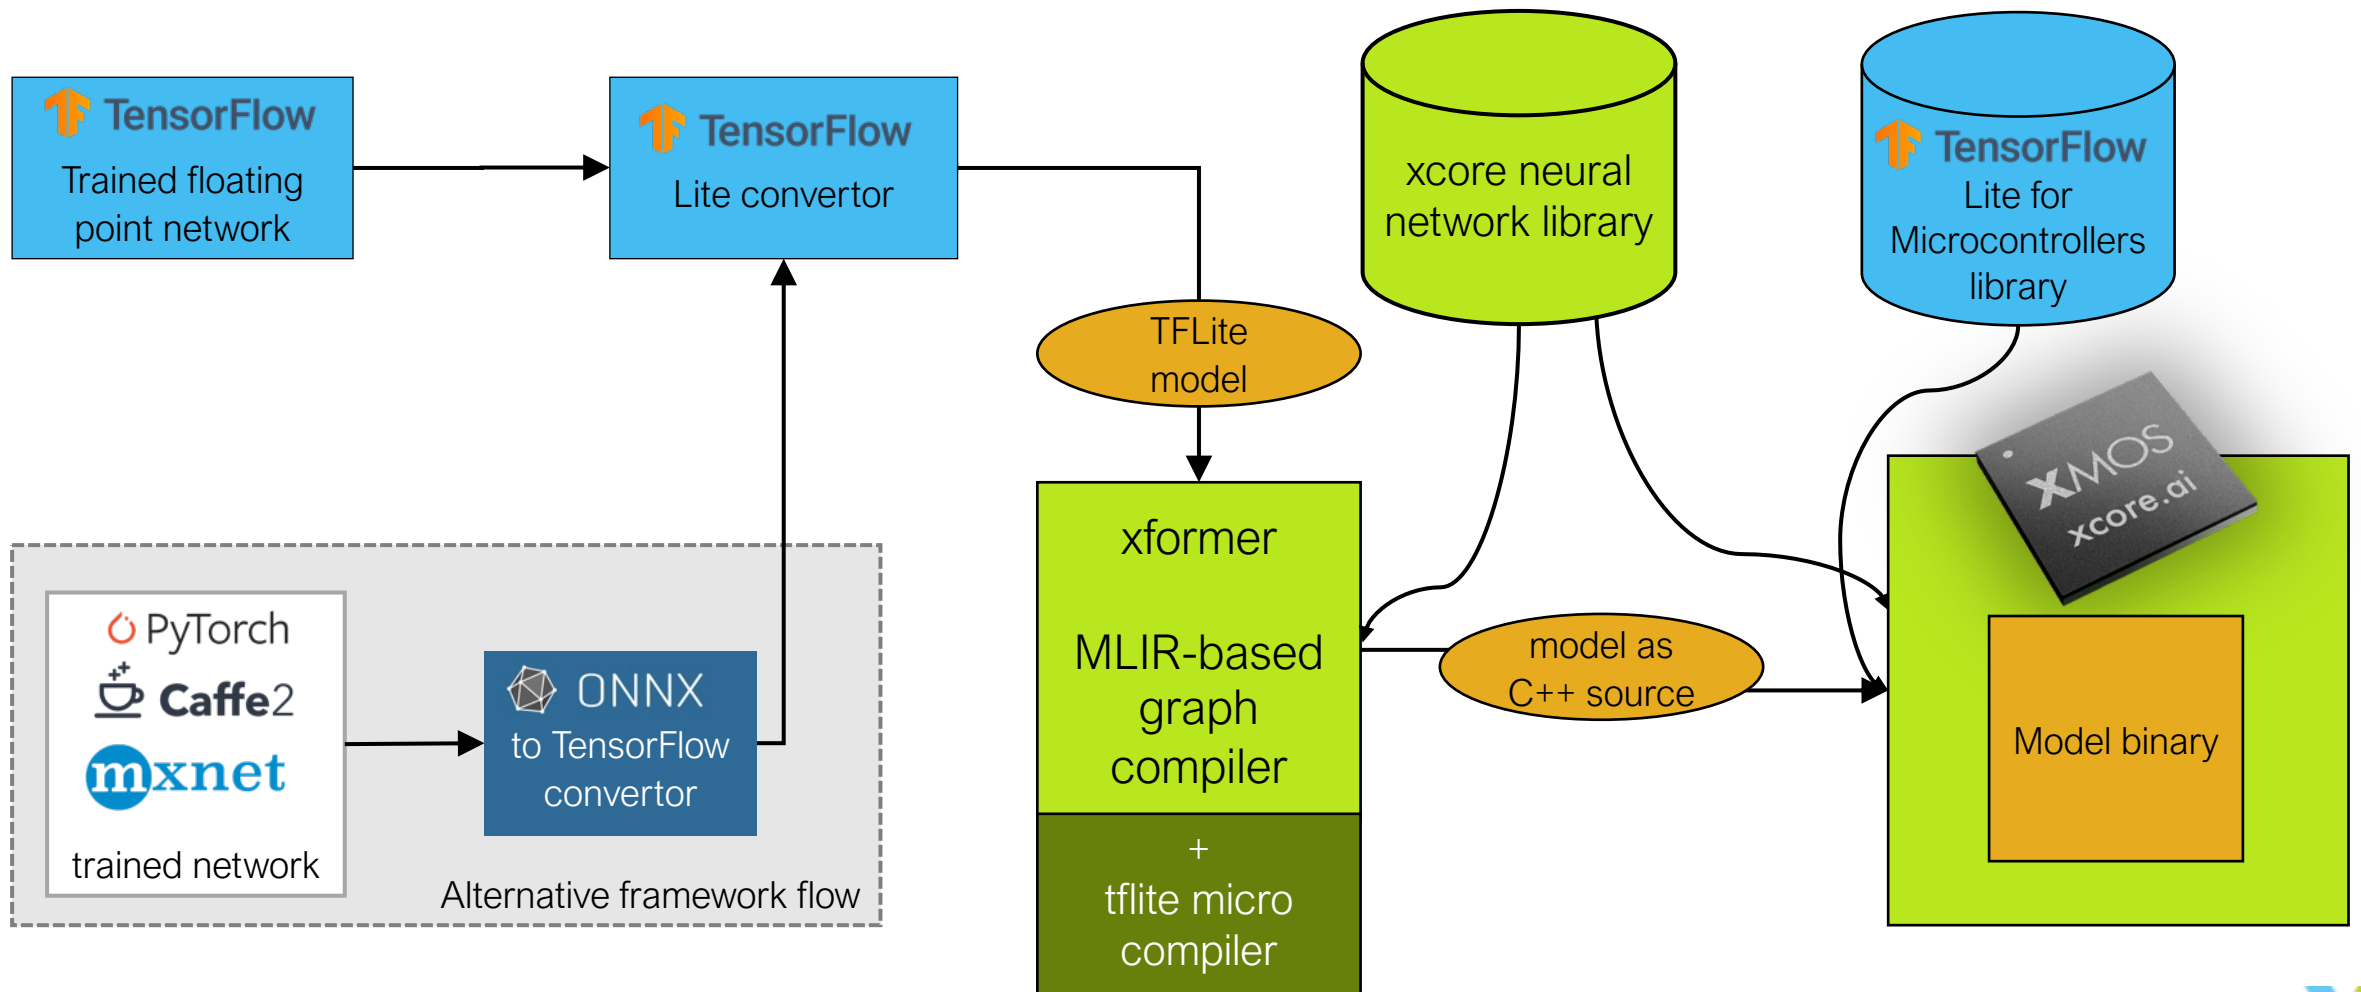 TensorFlow
Trained floating
point network
TensorFlow
Lite convertor
TFLite
model
xcore neural
network library
TensorFlow
Lite for
Microcontrollers
library
PyTorch
Caffe2
mxnet
trained network
ONNX
to TensorFlow
convertor
Alternative framework flow
xformer
MLIR-based
graph
compiler
+
tflite micro
compiler
model as
C++ source
XMOS
xcore.ai
Model binary